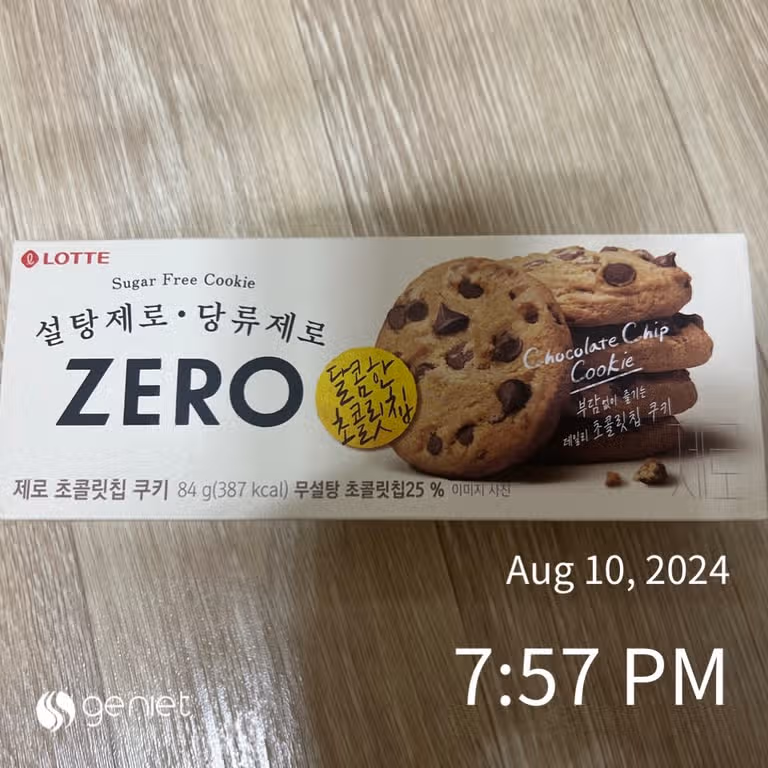 LOTTE
Sugar Free Cookie
설탕제로·당류제로
ZERO
달콤한
초콜릿칩
Chocolate Chip
Cookie
부담없이 즐기는
데일리 초콜릿칩 쿠키
제로
제로 초콜릿칩 쿠키 84 g(387 kcal) 무설탕 초콜릿칩25 % 이미지 사진
Aug 10, 2024
7:57 PM
geniet